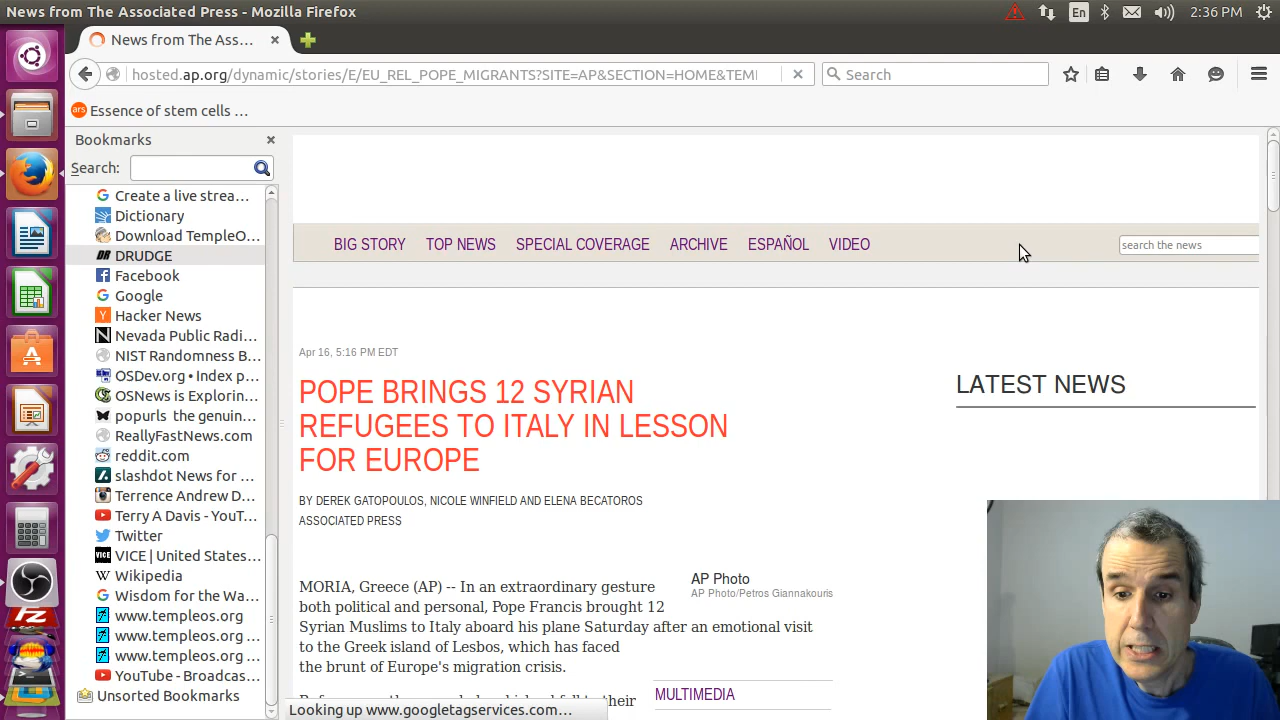 News from The Associated Press - Mozilla Firefox
En
2:36 PM
News from The Ass...
hosted.ap.org/dynamic/stories/E/EU_REL_POPE_MIGRANTS?SITE=AP&SECTION=HOME&TEMI
Search
ars Essence of stem cells ...
Bookmarks
Search:
Create a live strea...
Dictionary
Download TempleO...
DRUDGE
Facebook
Google
Hacker News
Nevada Public Radi...
NIST Randomness B...
OSDev.org • Index p...
OSNews is Explorin...
popurls the genuin...
ReallyFastNews.com
reddit.com
slashdot News for ...
Terrence Andrew D...
Terry A Davis - YouT...
Twitter
VICE | United States...
Wikipedia
Wisdom for the Wa...
www.templeos.org
www.templeos.org ...
www.templeos.org ...
YouTube - Broadcas...
Unsorted Bookmarks
BIG STORY TOP NEWS SPECIAL COVERAGE ARCHIVE ESPAÑOL VIDEO
search the news
Apr 16, 5:16 PM EDT
POPE BRINGS 12 SYRIAN
REFUGEES TO ITALY IN LESSON
FOR EUROPE
LATEST NEWS
BY DEREK GATOPOULOS, NICOLE WINFIELD AND ELENA BECATOROS
ASSOCIATED PRESS
AP Photo
AP Photo/Petros Giannakouris
MORIA, Greece (AP) -- In an extraordinary gesture
both political and personal, Pope Francis brought 12
Syrian Muslims to Italy aboard his plane Saturday after an emotional visit
to the Greek island of Lesbos, which has faced
the brunt of Europe's migration crisis.
MULTIMEDIA
their
Looking up www.googletagservices.com...